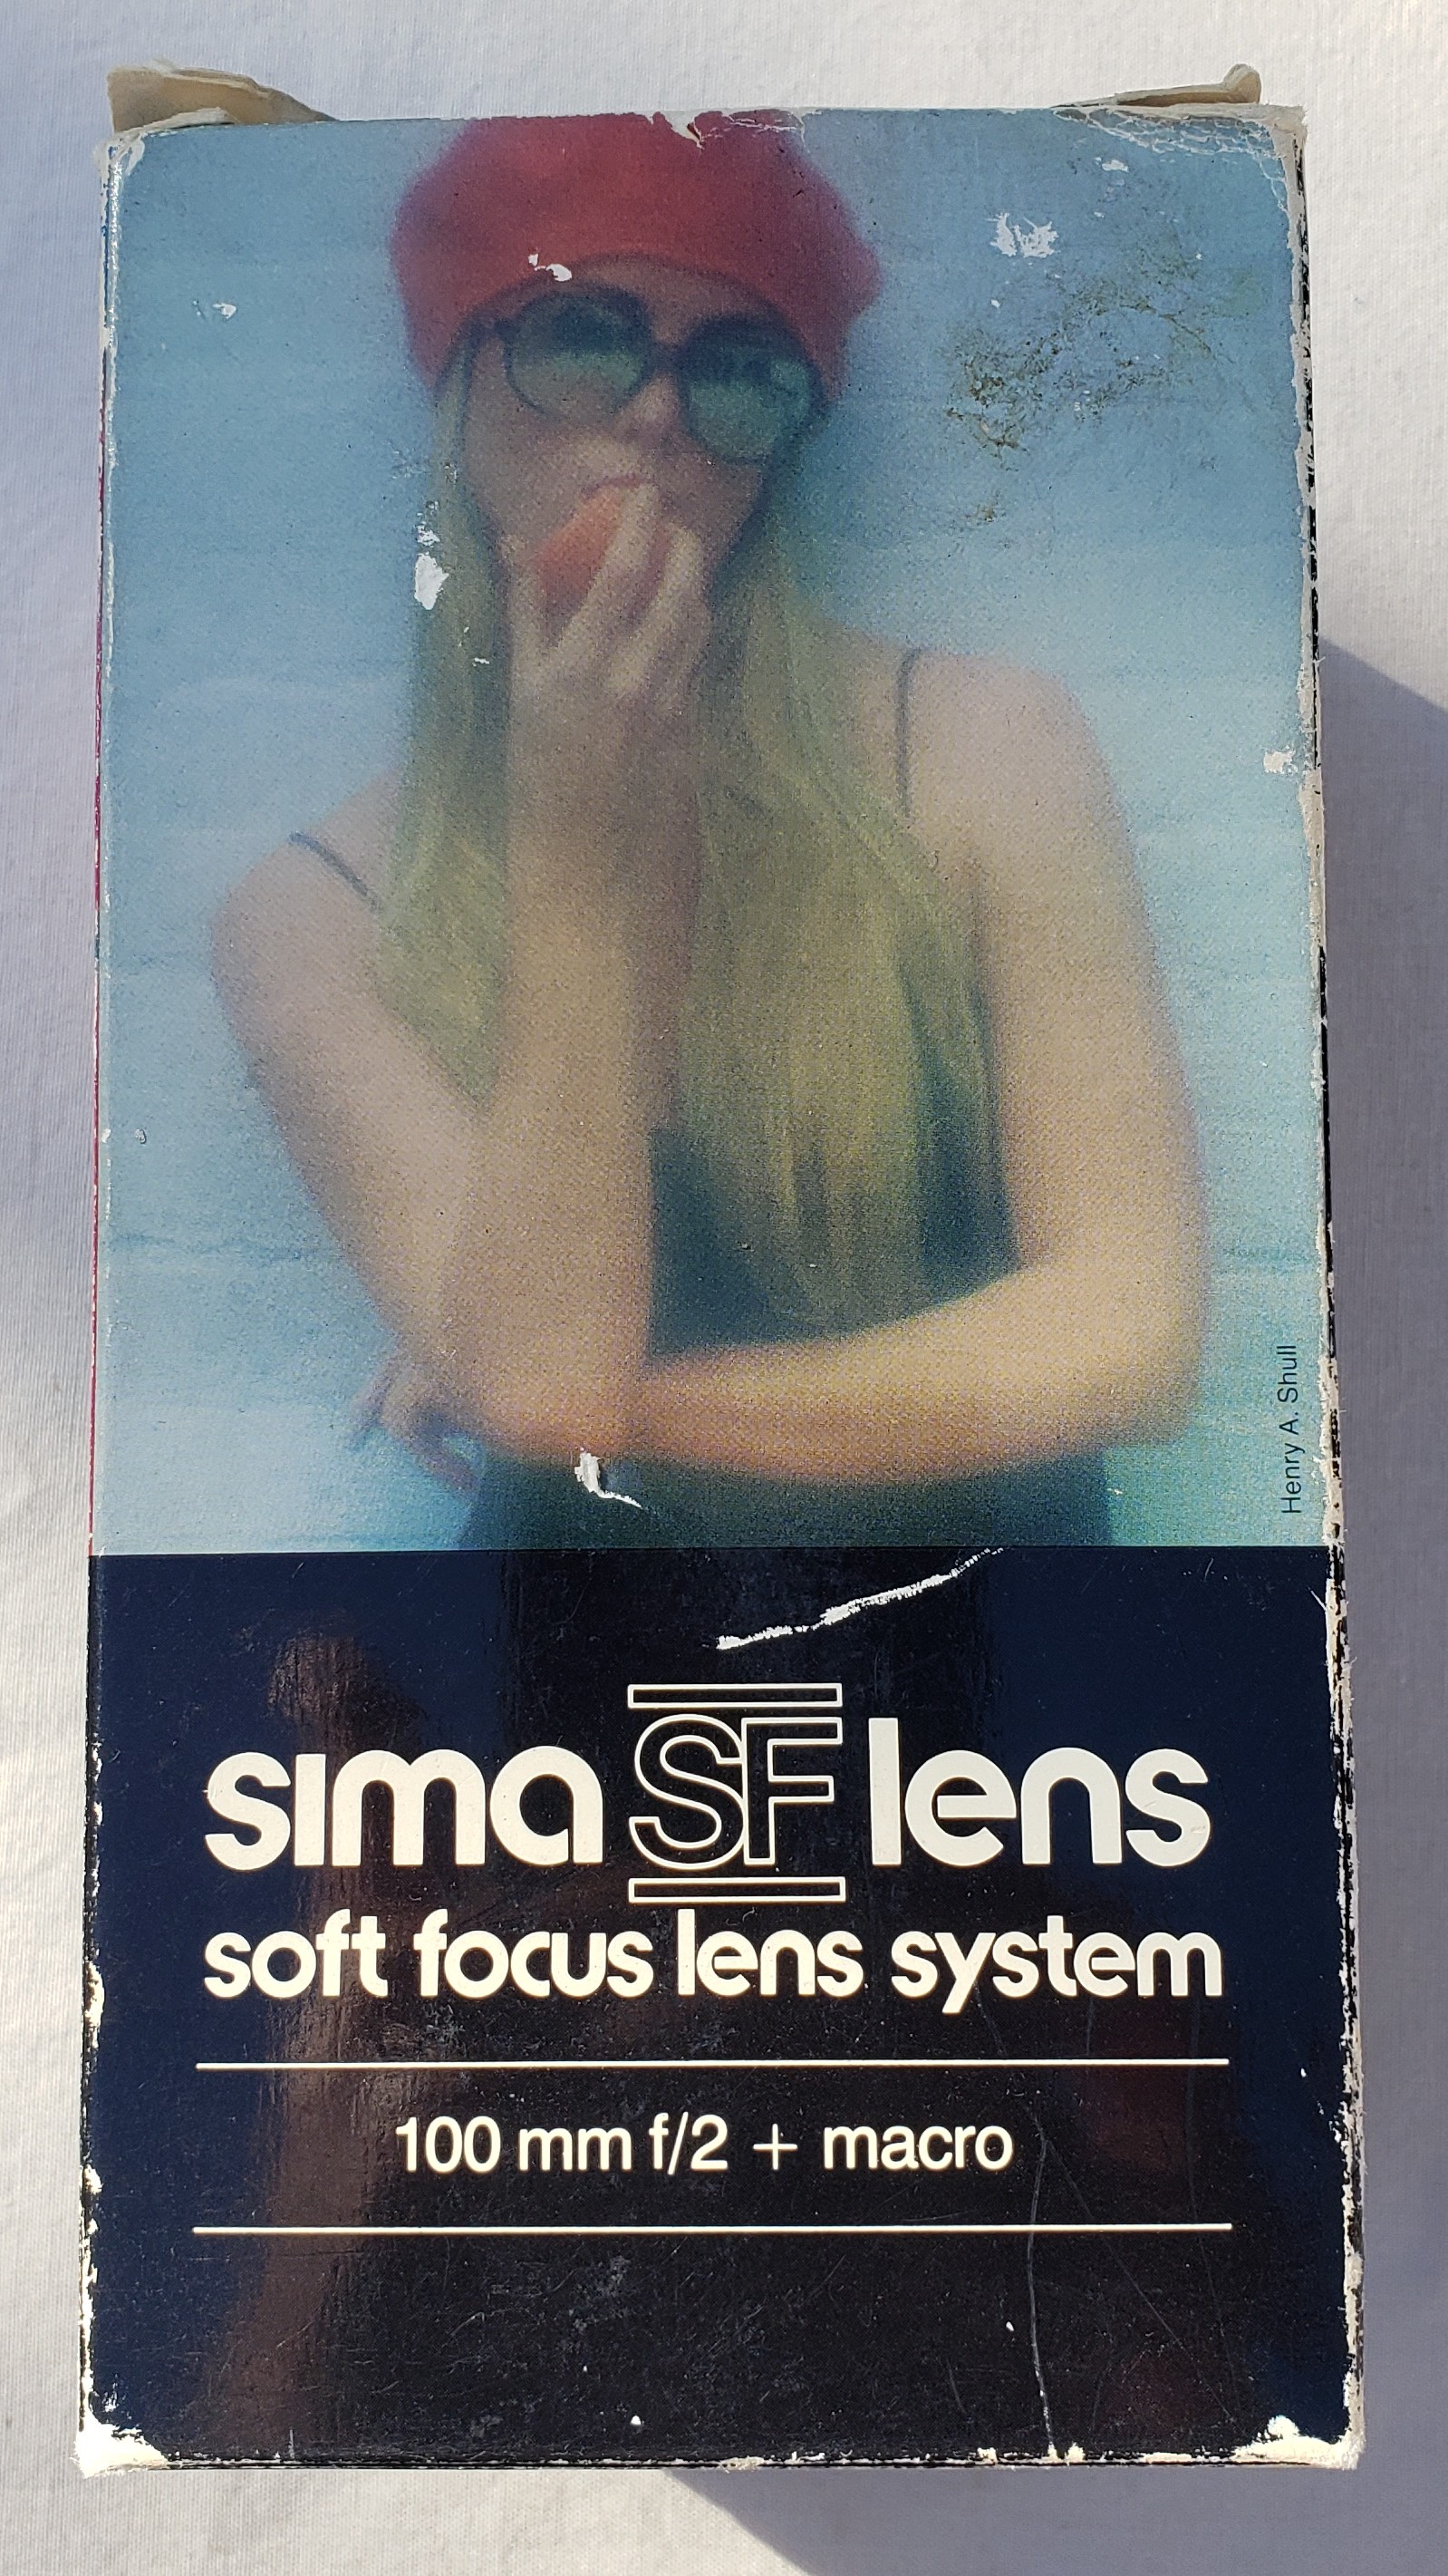 Henry A. Shull
sima SF lens
soft focus lens system
100 mm f/2 + macro